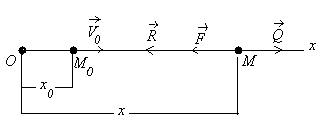 V₀ R F Q
O M₀ M x
x₀
x